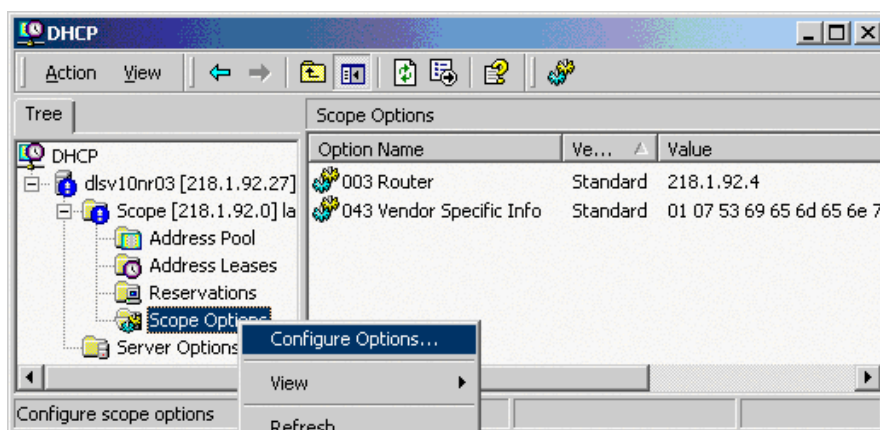 DHCP
Action View
Tree
Scope Options
Option Name Ve... Value
DHCP
dlsv10nr03 [218.1.92.27]
Scope [218.1.92.0] la
Address Pool
Address Leases
Reservations
Scope Options
Server Options
003 Router Standard 218.1.92.4
043 Vendor Specific Info Standard 01 07 53 69 65 6d 65 6e 7
Configure Options...
View
Refresh
Configure scope options